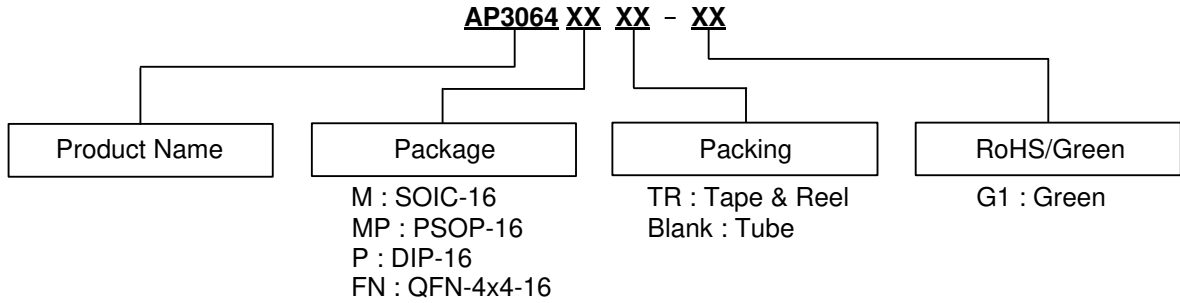 AP3064 XX XX - XX
Product Name
Package
Packing
RoHS/Green
M : SOIC-16
MP : PSOP-16
P : DIP-16
FN : QFN-4x4-16
TR : Tape & Reel
Blank : Tube
G1 : Green